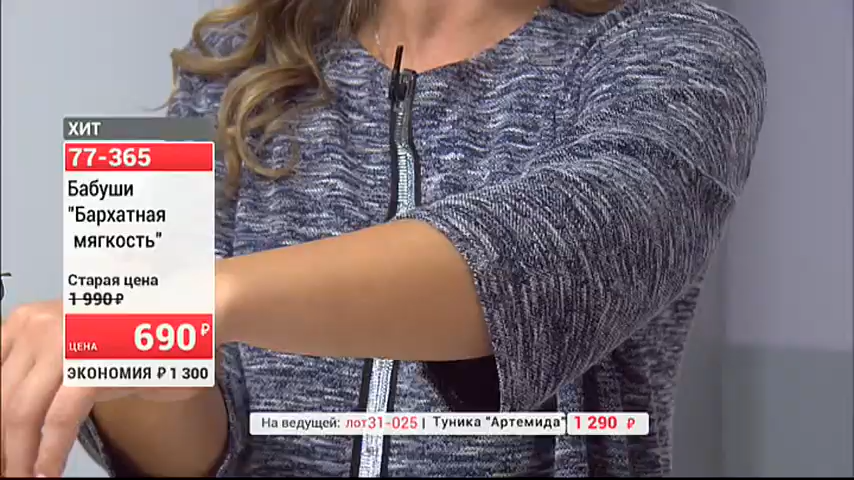 ХИТ
77-365
Бабуши
"Бархатная
мягкость"
Старая цена
1 990 ₽
ЦЕНА 690 ₽
ЭКОНОМИЯ ₽ 1 300
На ведущей: лот31-025 | Туника "Артемида" 1 290 ₽